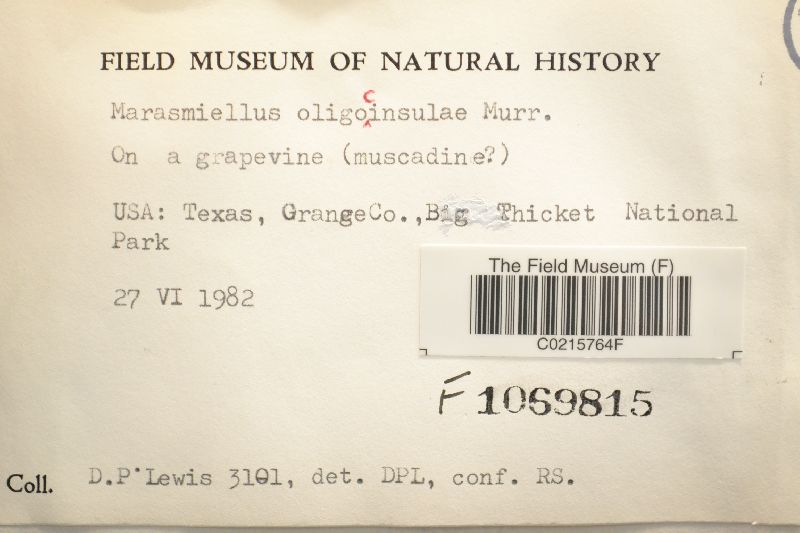 FIELD MUSEUM OF NATURAL HISTORY
Marasmiellus oligocinsulae Murr.
On a grapevine (muscadine?)
USA: Texas, GrangeCo.,Big Thicket National
Park
27 VI 1982
The Field Museum (F)
C0215764F
F 1069815
Coll. D.P.Lewis 3101, det. DPL, conf. RS.